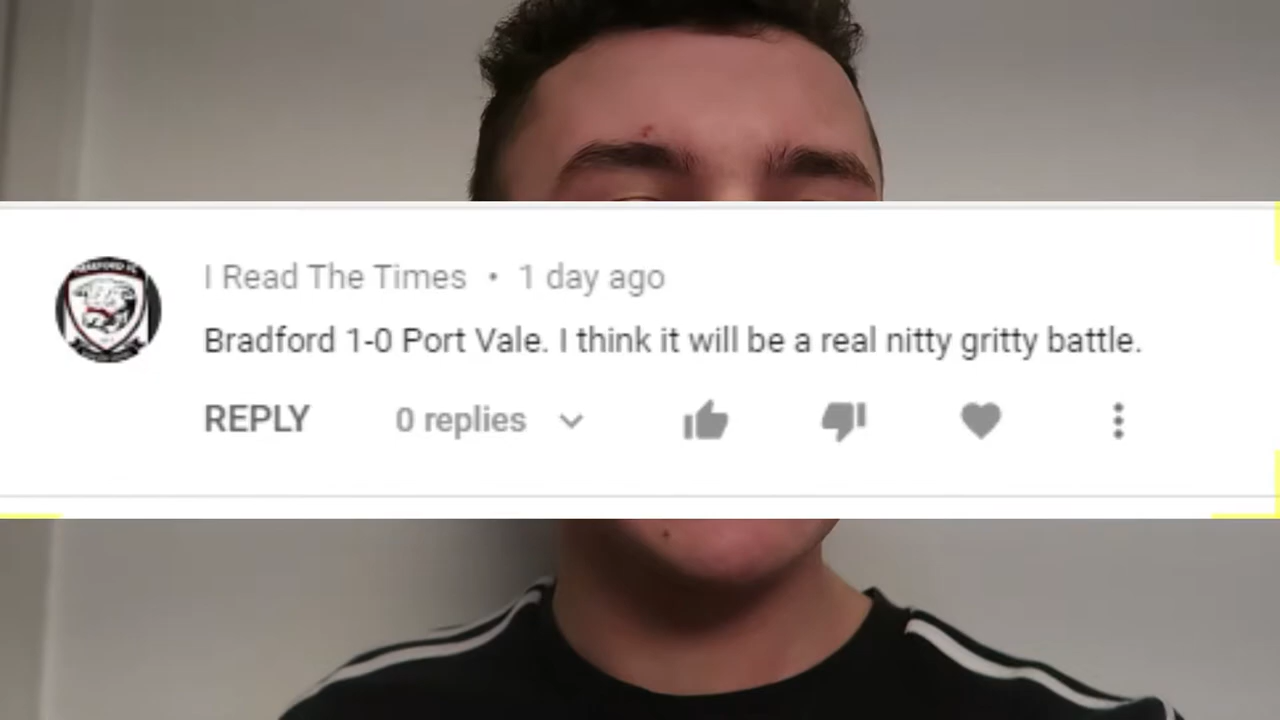 I Read The Times • 1 day ago
Bradford 1-0 Port Vale. I think it will be a real nitty gritty battle.
REPLY 0 replies